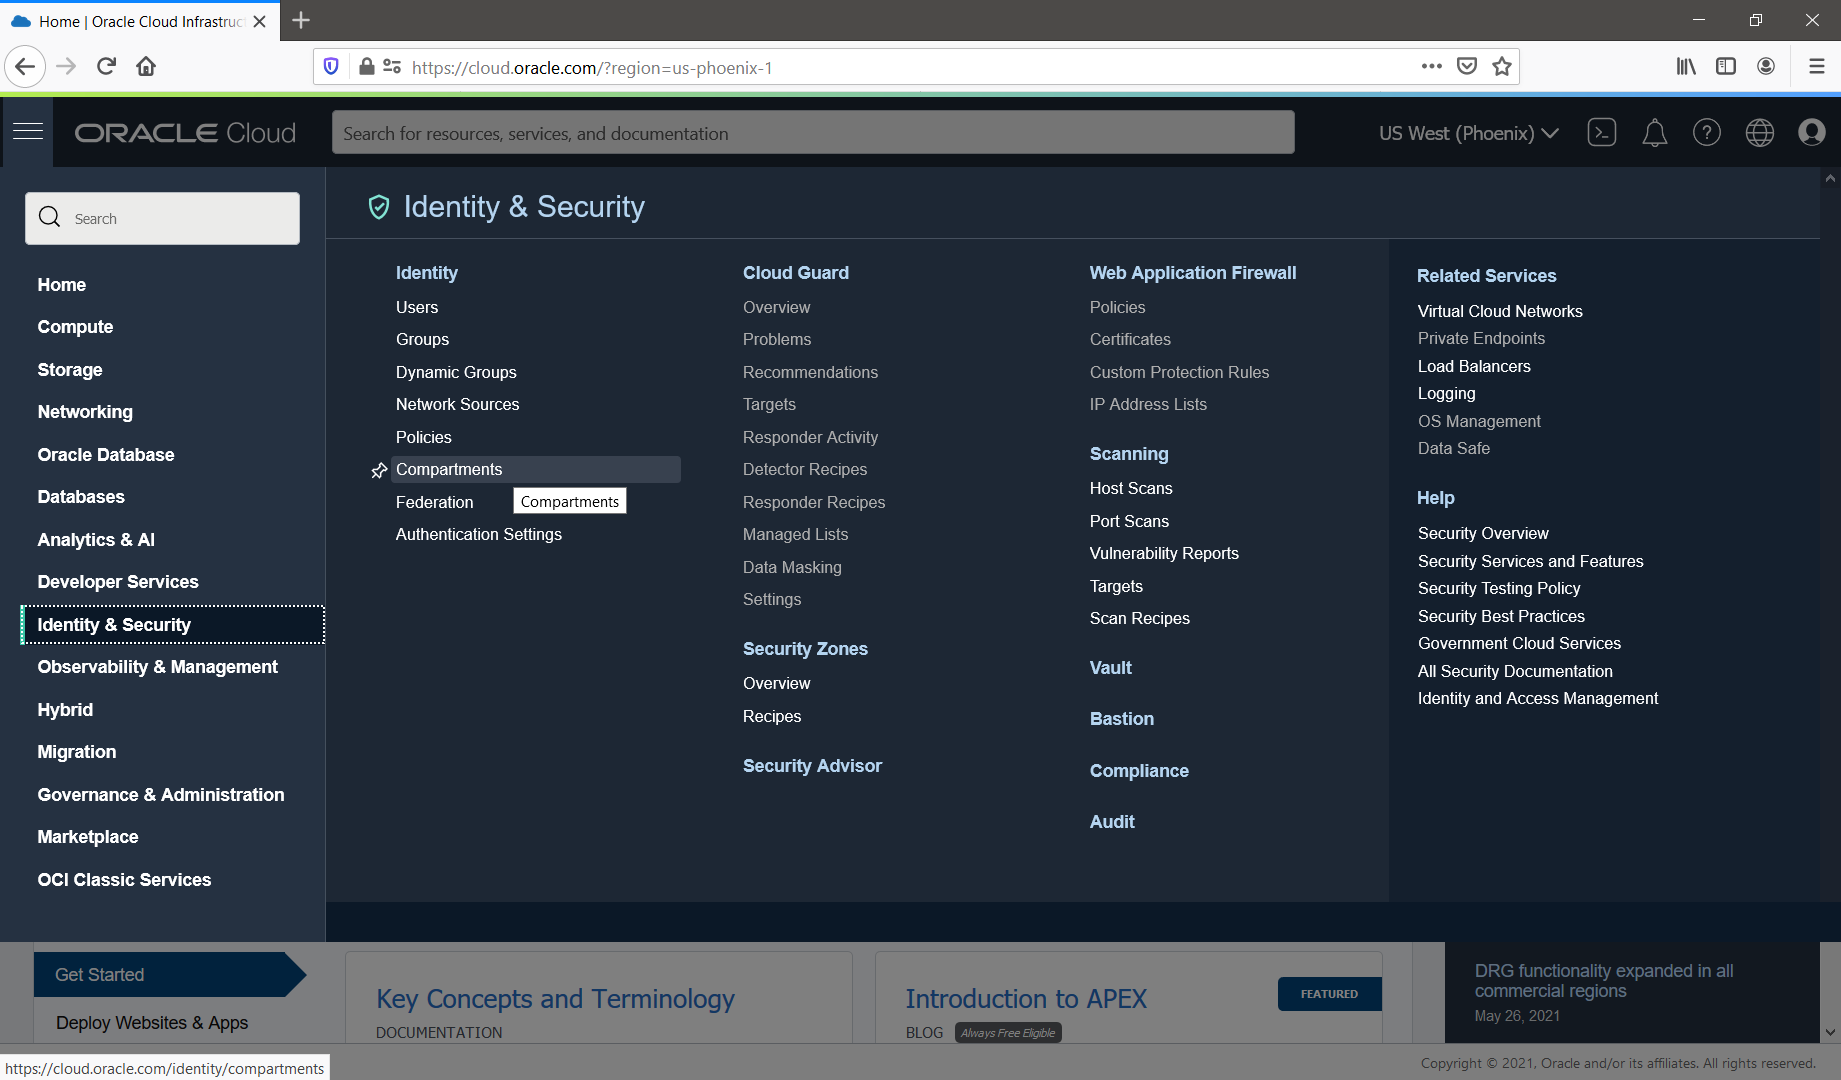 Home | Oracle Cloud Infrastruct
https://cloud.oracle.com/?region=us-phoenix-1
ORACLE Cloud
Search for resources, services, and documentation
US West (Phoenix)
Search
Home
Compute
Storage
Networking
Oracle Database
Databases
Analytics & AI
Developer Services
Identity & Security
Observability & Management
Hybrid
Migration
Governance & Administration
Marketplace
OCI Classic Services
Identity & Security
Identity
Users
Groups
Dynamic Groups
Network Sources
Policies
Compartments
Federation
Compartments
Authentication Settings
Cloud Guard
Overview
Problems
Recommendations
Targets
Responder Activity
Detector Recipes
Responder Recipes
Managed Lists
Data Masking
Settings
Security Zones
Overview
Recipes
Security Advisor
Web Application Firewall
Policies
Certificates
Custom Protection Rules
IP Address Lists
Scanning
Host Scans
Port Scans
Vulnerability Reports
Targets
Scan Recipes
Vault
Bastion
Compliance
Audit
Related Services
Virtual Cloud Networks
Private Endpoints
Load Balancers
Logging
OS Management
Data Safe
Help
Security Overview
Security Services and Features
Security Testing Policy
Security Best Practices
Government Cloud Services
All Security Documentation
Identity and Access Management
Get Started
Deploy Websites & Apps
Key Concepts and Terminology
DOCUMENTATION
Introduction to APEX
FEATURED
BLOG Always Free Eligible
DRG functionality expanded in all
commercial regions
May 26, 2021
https://cloud.oracle.com/identity/compartments
Copyright © 2021, Oracle and/or its affiliates. All rights reserved.